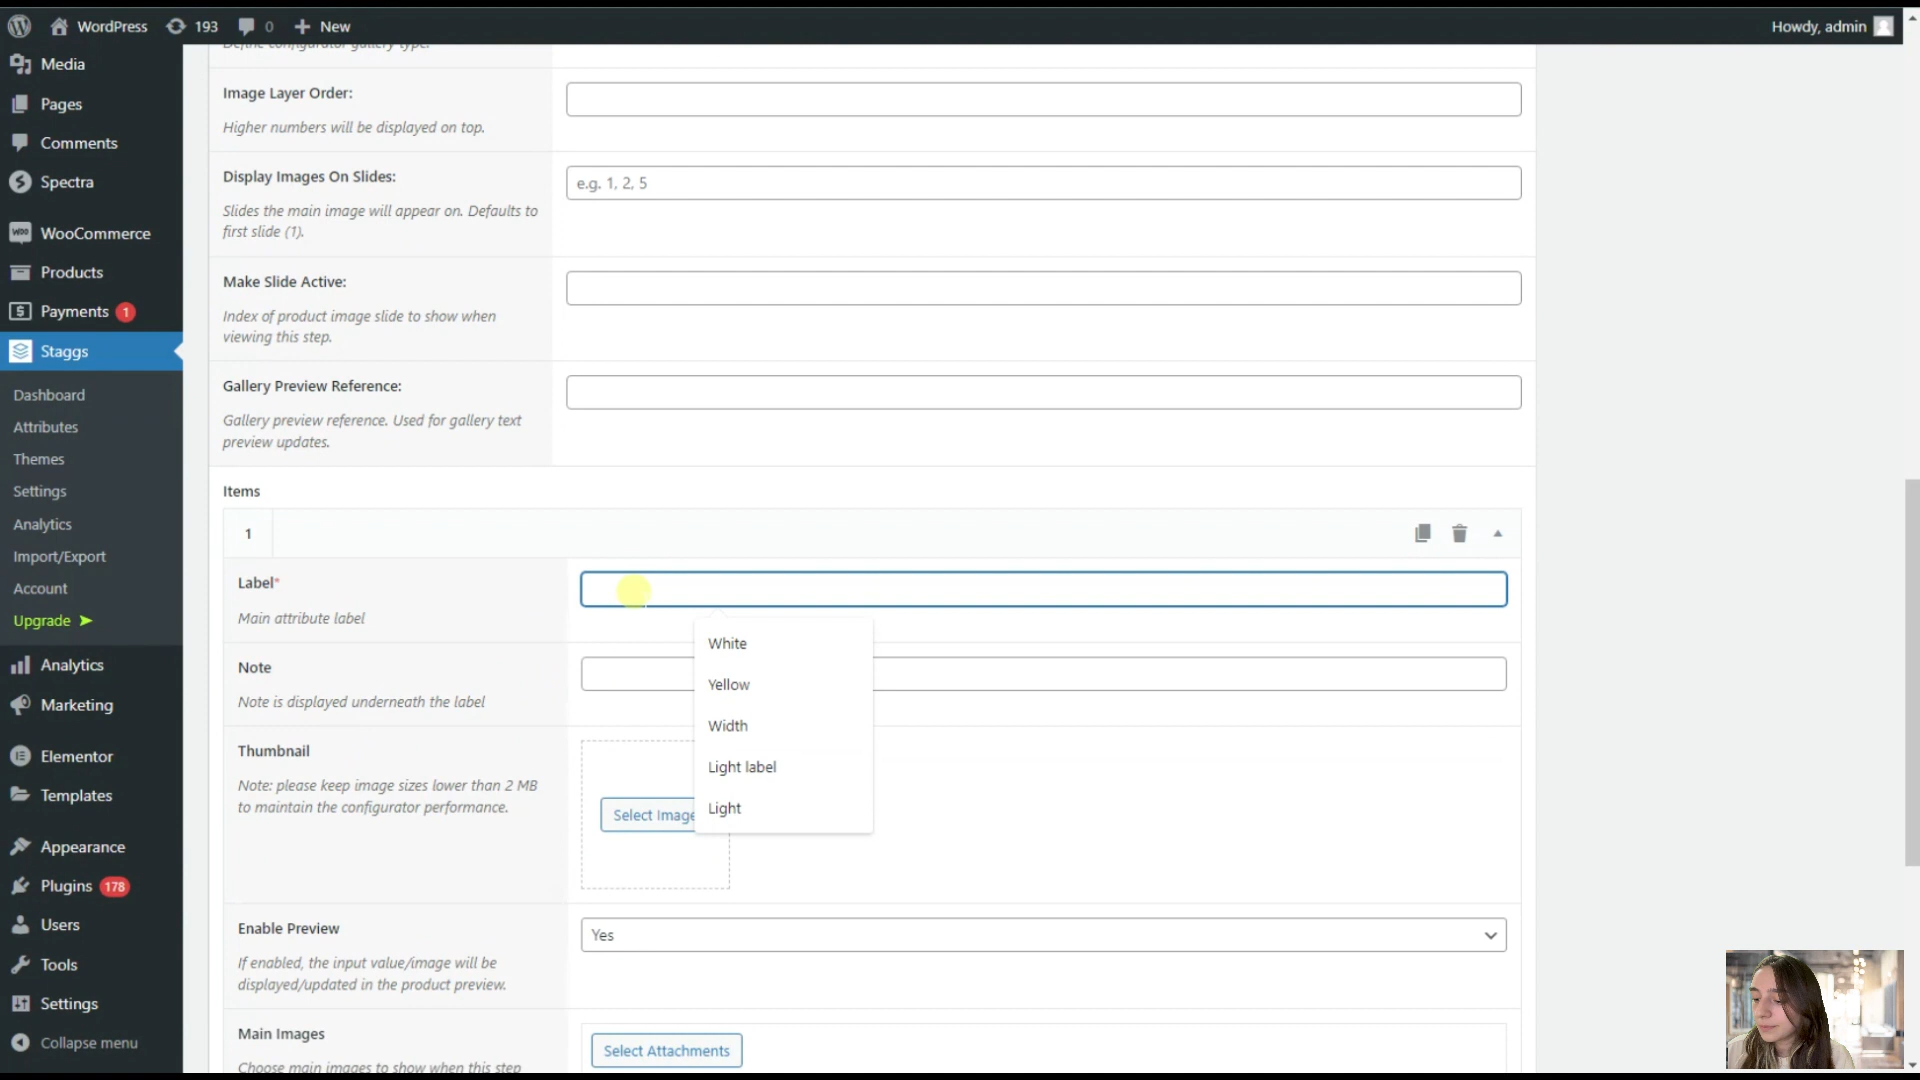 WordPress 193 0 New Howdy, admin
Media
Pages
Comments
Spectra
WooCommerce
Products
Payments 1
Staggs
Dashboard
Attributes
Themes
Settings
Analytics
Import/Export
Account
Upgrade ➤
Analytics
Marketing
Elementor
Templates
Appearance
Plugins 178
Users
Tools
Settings
Collapse menu
Define configurator gallery type.
Image Layer Order:
Higher numbers will be displayed on top.
Display Images On Slides:
e.g. 1, 2, 5
Slides the main image will appear on. Defaults to
first slide (1).
Make Slide Active:
Index of product image slide to show when
viewing this step.
Gallery Preview Reference:
Gallery preview reference. Used for gallery text
preview updates.
Items
1
Label*
Main attribute label
White
Yellow
Width
Light label
Light
Note
Note is displayed underneath the label
Thumbnail
Note: please keep image sizes lower than 2 MB
to maintain the configurator performance.
Select Image
Enable Preview
Yes
If enabled, the input value/image will be
displayed/updated in the product preview.
Main Images
Select Attachments
Choose main images to show when this step